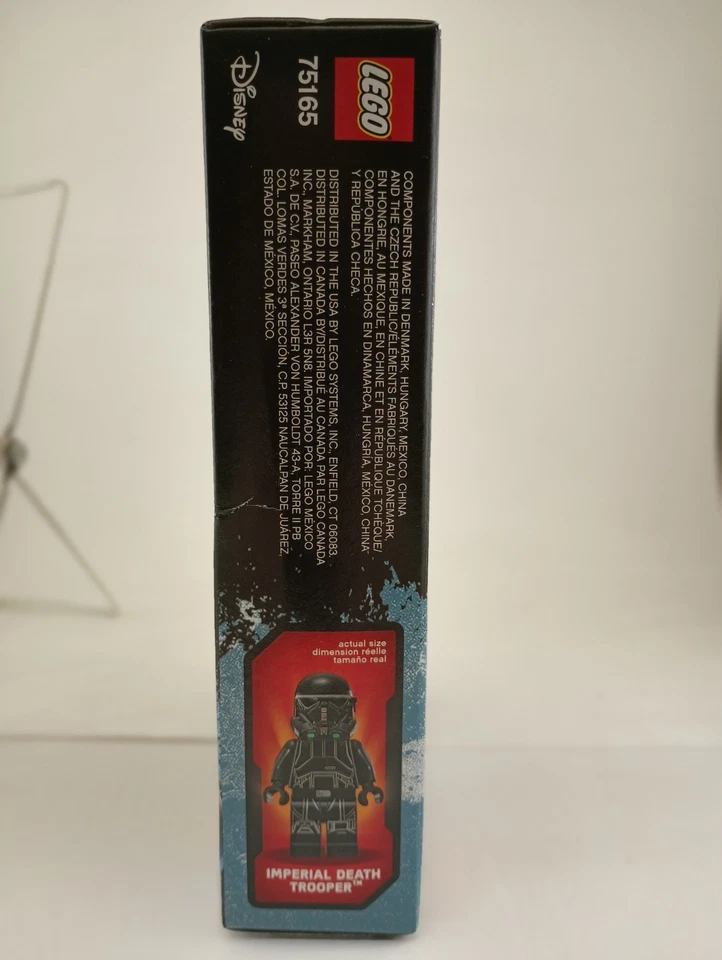 LEGO
75165
Disney
COMPONENTS MADE IN DENMARK, HUNGARY, MEXICO, CHINA
AND THE CZECH REPUBLIC/ÉLÉMENTS FABRIQUÉS AU DANEMARK,
EN HONGRIE, AU MEXIQUE, EN CHINE ET EN RÉPUBLIQUE TCHÈQUE/
COMPONENTES HECHOS EN DINAMARCA, HUNGRÍA, MÉXICO, CHINA
Y REPÚBLICA CHECA.
DISTRIBUTED IN THE USA BY LEGO SYSTEMS, INC., ENFIELD, CT 06083.
DISTRIBUTED IN CANADA BY/DISTRIBUÉ AU CANADA PAR LEGO CANADA
INC., MARKHAM, ONTARIO L3R 5N8. IMPORTADO POR: LEGO MÉXICO
S.A. DE C.V., PASEO ALEXANDER VON HUMBOLDT 43-A, TORRE II PB
COL. LOMAS VERDES 3ª SECCIÓN, C.P. 53125 NAUCALPAN DE JUÁREZ,
ESTADO DE MÉXICO, MÉXICO.
actual size
dimension réelle
tamaño real
IMPERIAL DEATH
TROOPER™